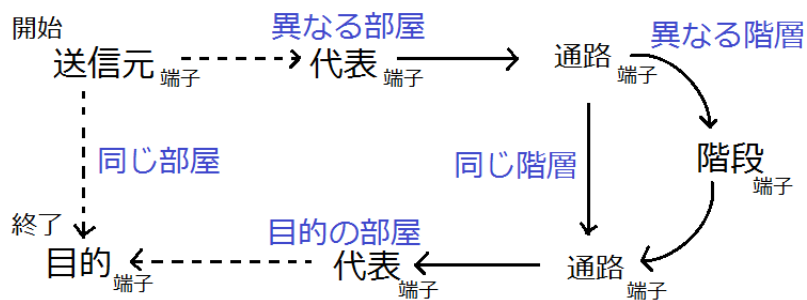 開始
異なる部屋
異なる階層
送信元端子
代表端子
通路端子
同じ部屋
同じ階層
階段端子
終了
目的の部屋
目的端子
代表端子
通路端子